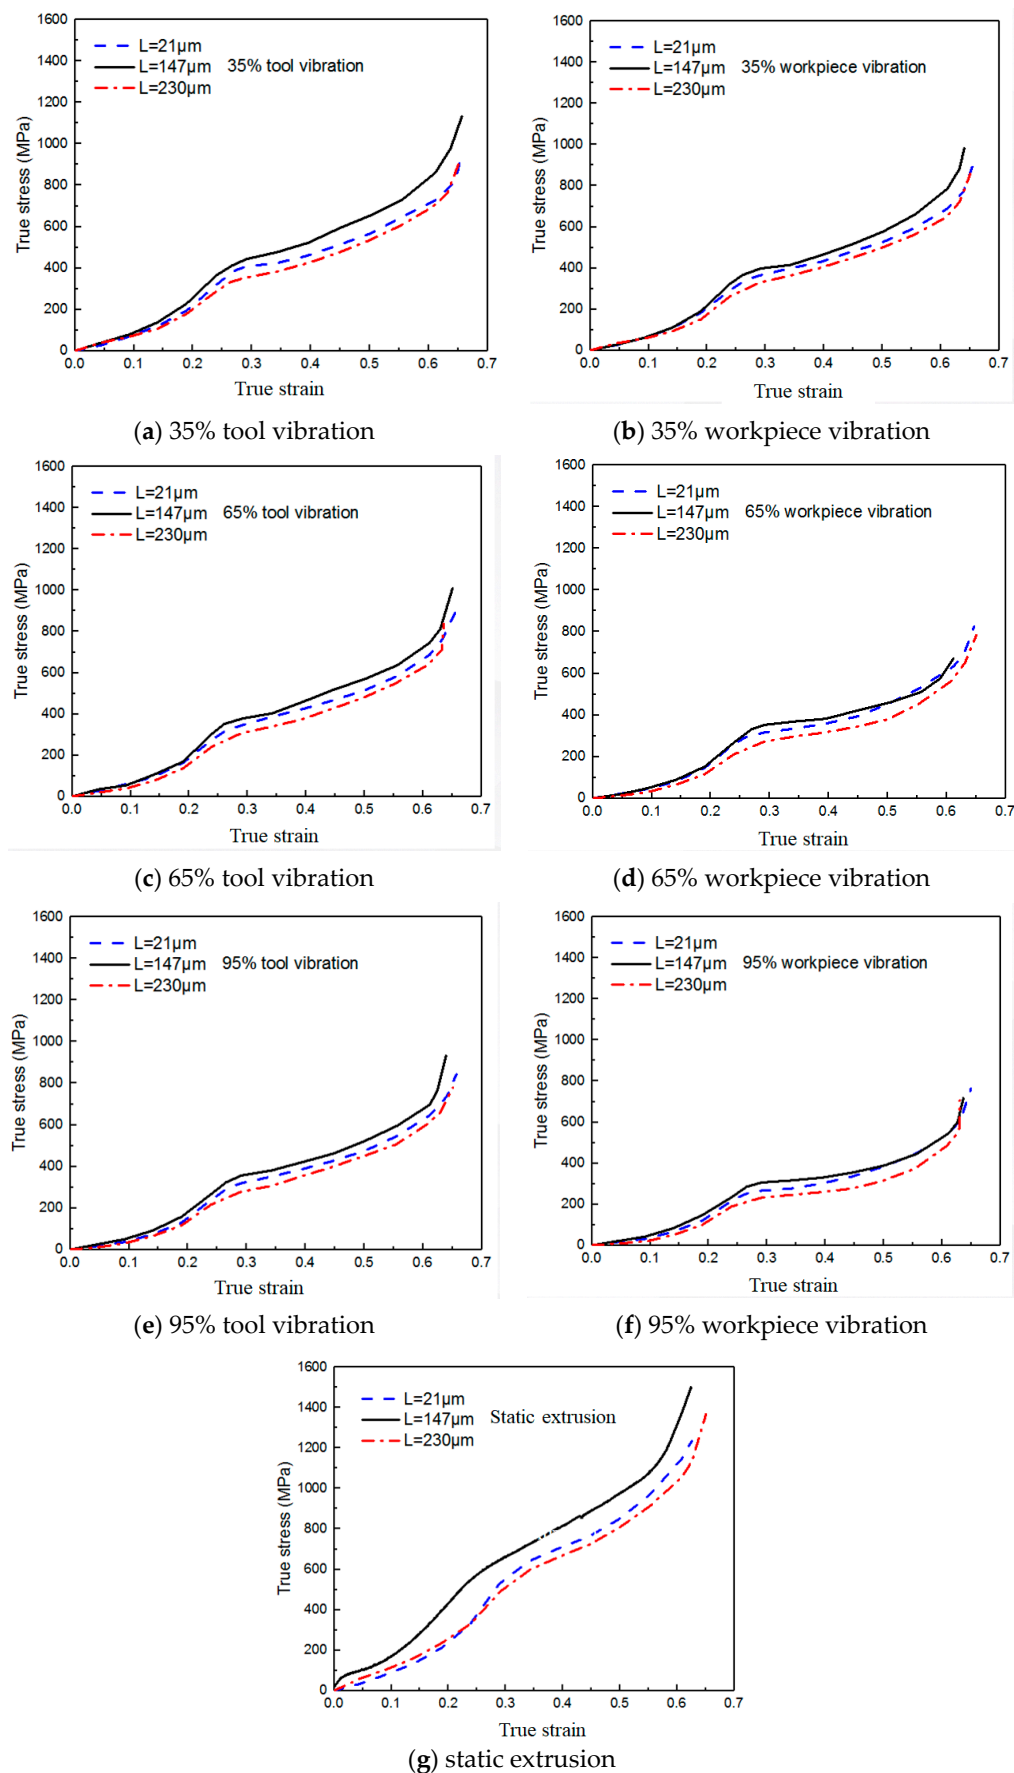 1600
1400
1200
1000
800
600
400
200
0
True stress (MPa)
L=21μm
L=147μm 35% tool vibration
L=230μm
0.0 0.1 0.2 0.3 0.4 0.5 0.6 0.7
True strain
(a) 35% tool vibration
1600
1400
1200
1000
800
600
400
200
0
True stress (MPa)
L=21μm
L=147μm 35% workpiece vibration
L=230μm
0.0 0.1 0.2 0.3 0.4 0.5 0.6 0.7
True strain
(b) 35% workpiece vibration
1600
1400
1200
1000
800
600
400
200
0
True stress (MPa)
L=21μm
L=147μm 65% tool vibration
L=230μm
0.0 0.1 0.2 0.3 0.4 0.5 0.6 0.7
True strain
(c) 65% tool vibration
1600
1400
1200
1000
800
600
400
200
0
True stress (MPa)
L=21μm
L=147μm 65% workpiece vibration
L=230μm
0.0 0.1 0.2 0.3 0.4 0.5 0.6 0.7
True strain
(d) 65% workpiece vibration
1600
1400
1200
1000
800
600
400
200
0
True stress (MPa)
L=21μm
L=147μm 95% tool vibration
L=230μm
0.0 0.1 0.2 0.3 0.4 0.5 0.6 0.7
True strain
(e) 95% tool vibration
1600
1400
1200
1000
800
600
400
200
0
True stress (MPa)
L=21μm
L=147μm 95% workpiece vibration
L=230μm
0.0 0.1 0.2 0.3 0.4 0.5 0.6 0.7
True strain
(f) 95% workpiece vibration
1600
1400
1200
1000
800
600
400
200
0
True stress (MPa)
L=21μm
L=147μm Static extrusion
L=230μm
0.0 0.1 0.2 0.3 0.4 0.5 0.6 0.7
True strain
(g) static extrusion